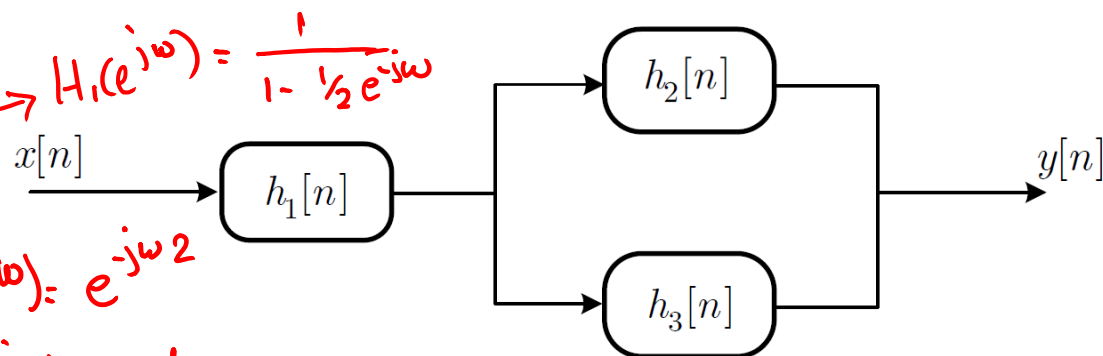 H₁(e^{jω}) = 1 / (1 - ½ e^{-jω})
h₂[n]
x[n]
h₁[n]
y[n]
ω) = e^{-jω2}
h₃[n]